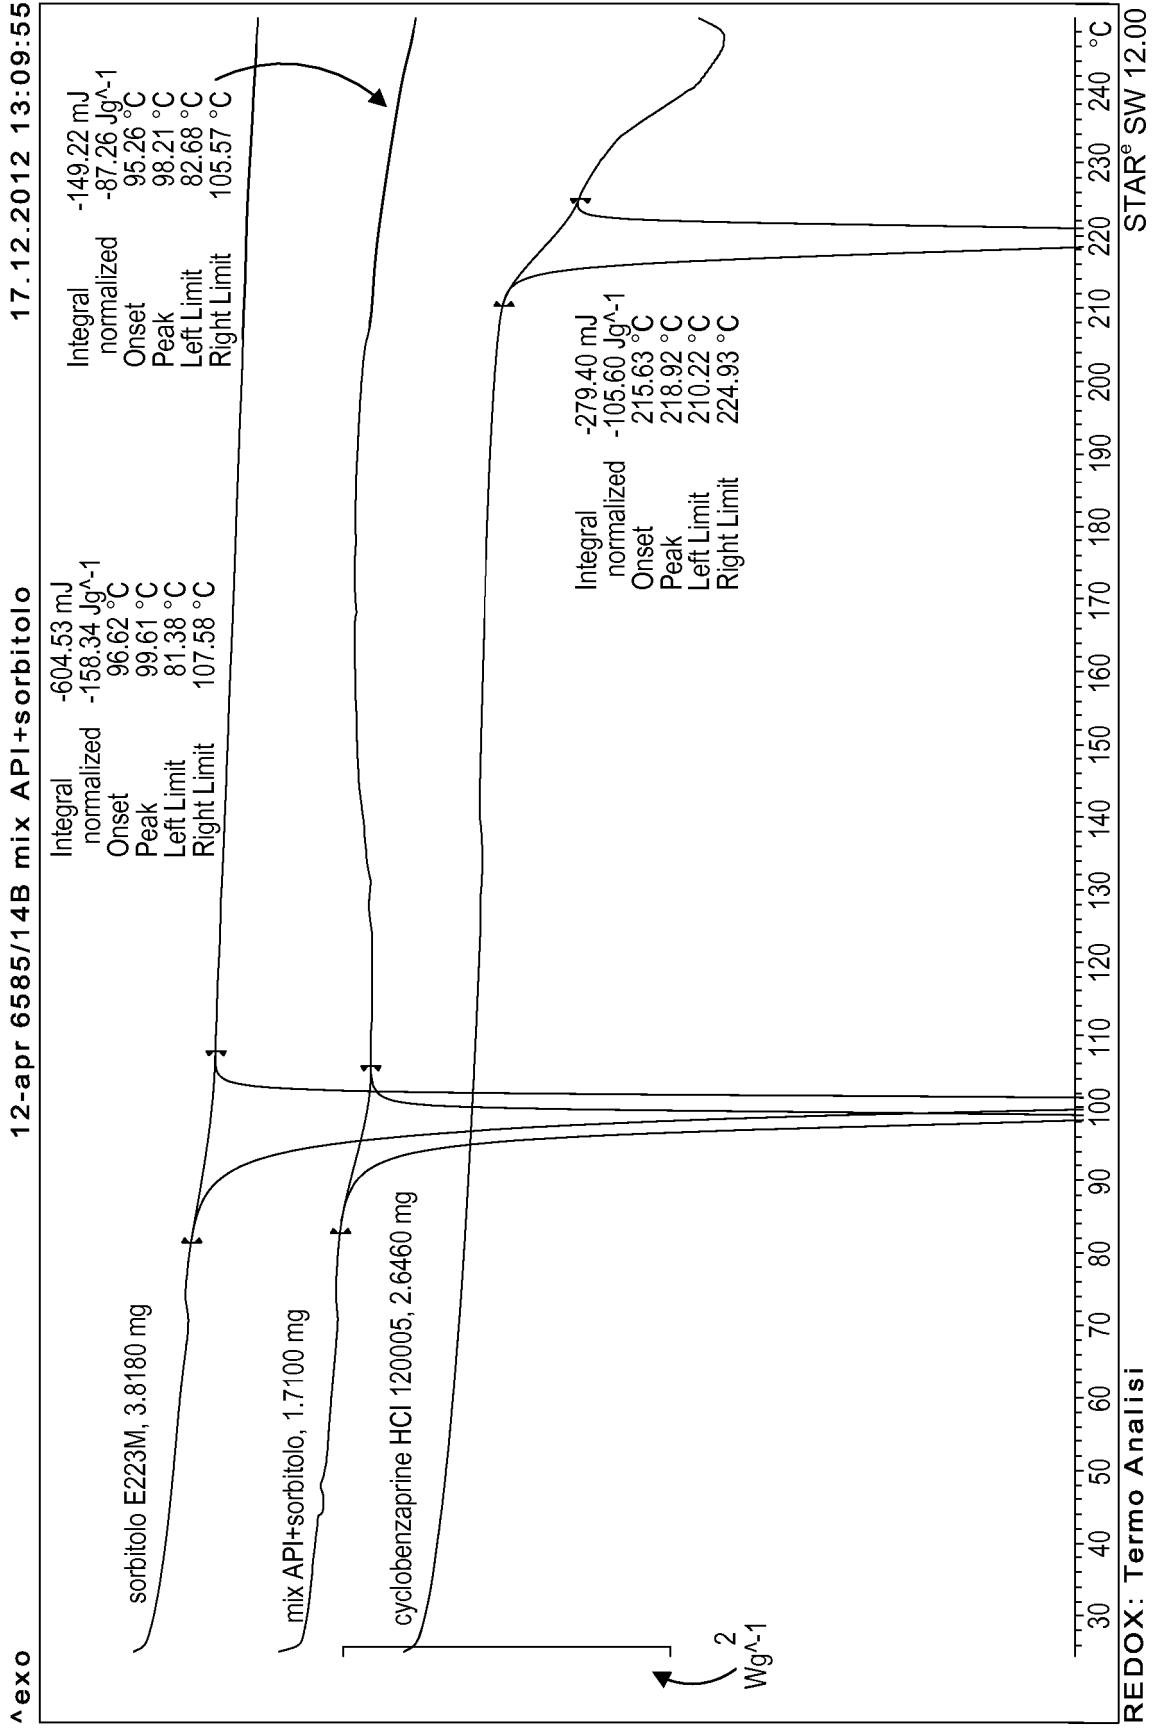 ^exo
12-apr 6585/14B mix API+sorbitolo
17.12.2012 13:09:55
Integral -604.53 mJ
normalized -158.34 Jg^-1
Onset 96.62 °C
Peak 99.61 °C
Left Limit 81.38 °C
Right Limit 107.58 °C
Integral -149.22 mJ
normalized -87.26 Jg^-1
Onset 95.26 °C
Peak 98.21 °C
Left Limit 82.68 °C
Right Limit 105.57 °C
sorbitolo E223M, 3.8180 mg
mix API+sorbitolo, 1.7100 mg
cyclobenzaprine HCl 120005, 2.6460 mg
Integral -279.40 mJ
normalized -105.60 Jg^-1
Onset 215.63 °C
Peak 218.92 °C
Left Limit 210.22 °C
Right Limit 224.93 °C
2
Wg^-1
30 40 50 60 70 80 90 100 110 120 130 140 150 160 170 180 190 200 210 220 230 240 °C
REDOX: Termo Analisi
STARe SW 12.00